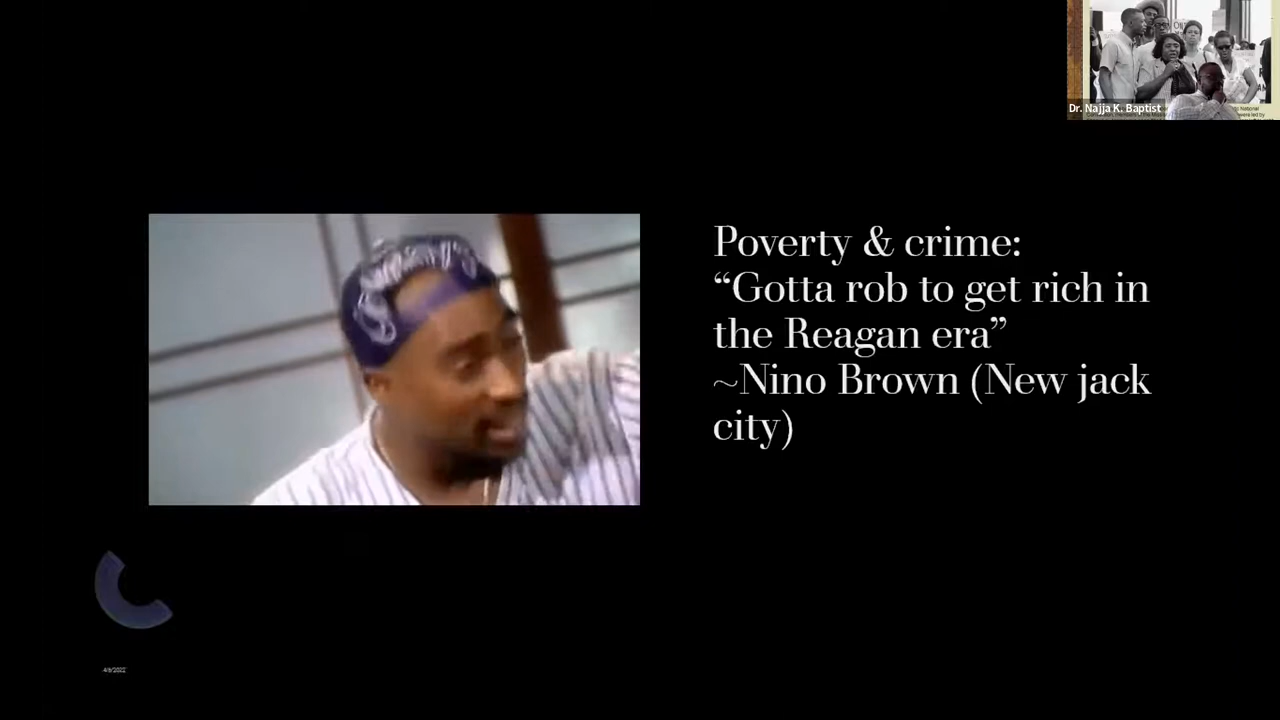 Dr. Najja K. Baptist
Poverty & crime:
“Gotta rob to get rich in
the Reagan era”
~Nino Brown (New jack
city)